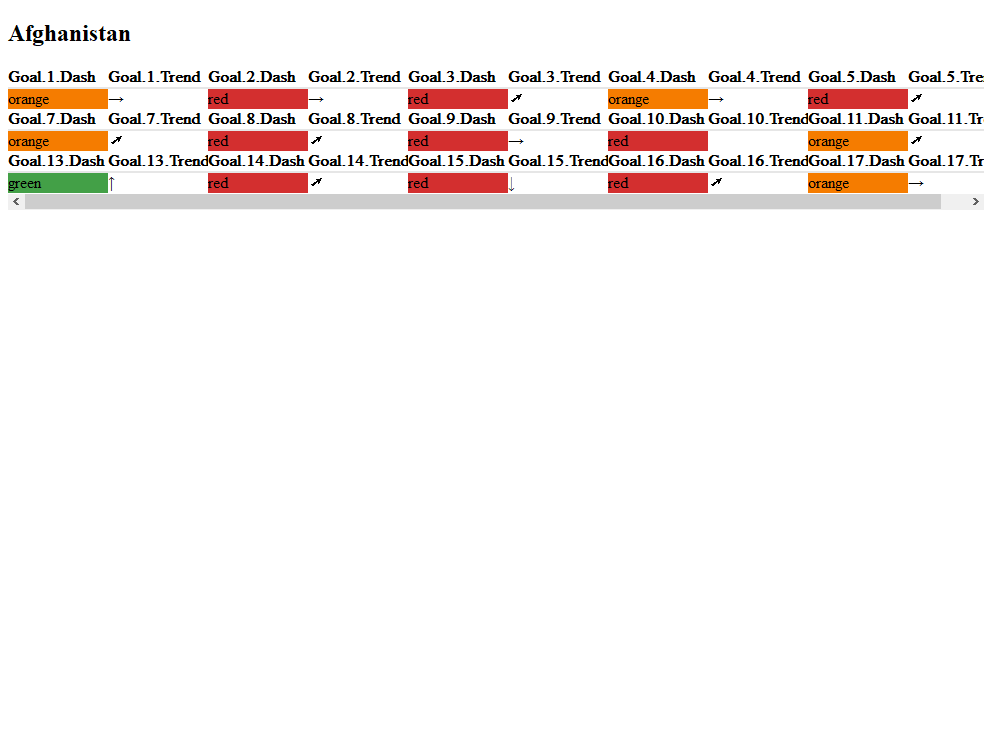 Afghanistan
Goal.1.Dash Goal.1.Trend Goal.2.Dash Goal.2.Trend Goal.3.Dash Goal.3.Trend Goal.4.Dash Goal.4.Trend Goal.5.Dash Goal.5.Tre
orange → red → red ➚ orange → red ➚
Goal.7.Dash Goal.7.Trend Goal.8.Dash Goal.8.Trend Goal.9.Dash Goal.9.Trend Goal.10.Dash Goal.10.Trend Goal.11.Dash Goal.11.Tr
orange ➚ red ➚ red → red orange ➚
Goal.13.Dash Goal.13.Trend Goal.14.Dash Goal.14.Trend Goal.15.Dash Goal.15.Trend Goal.16.Dash Goal.16.Trend Goal.17.Dash Goal.17.Tr
green ↑ red ➚ red ↓ red ➚ orange →